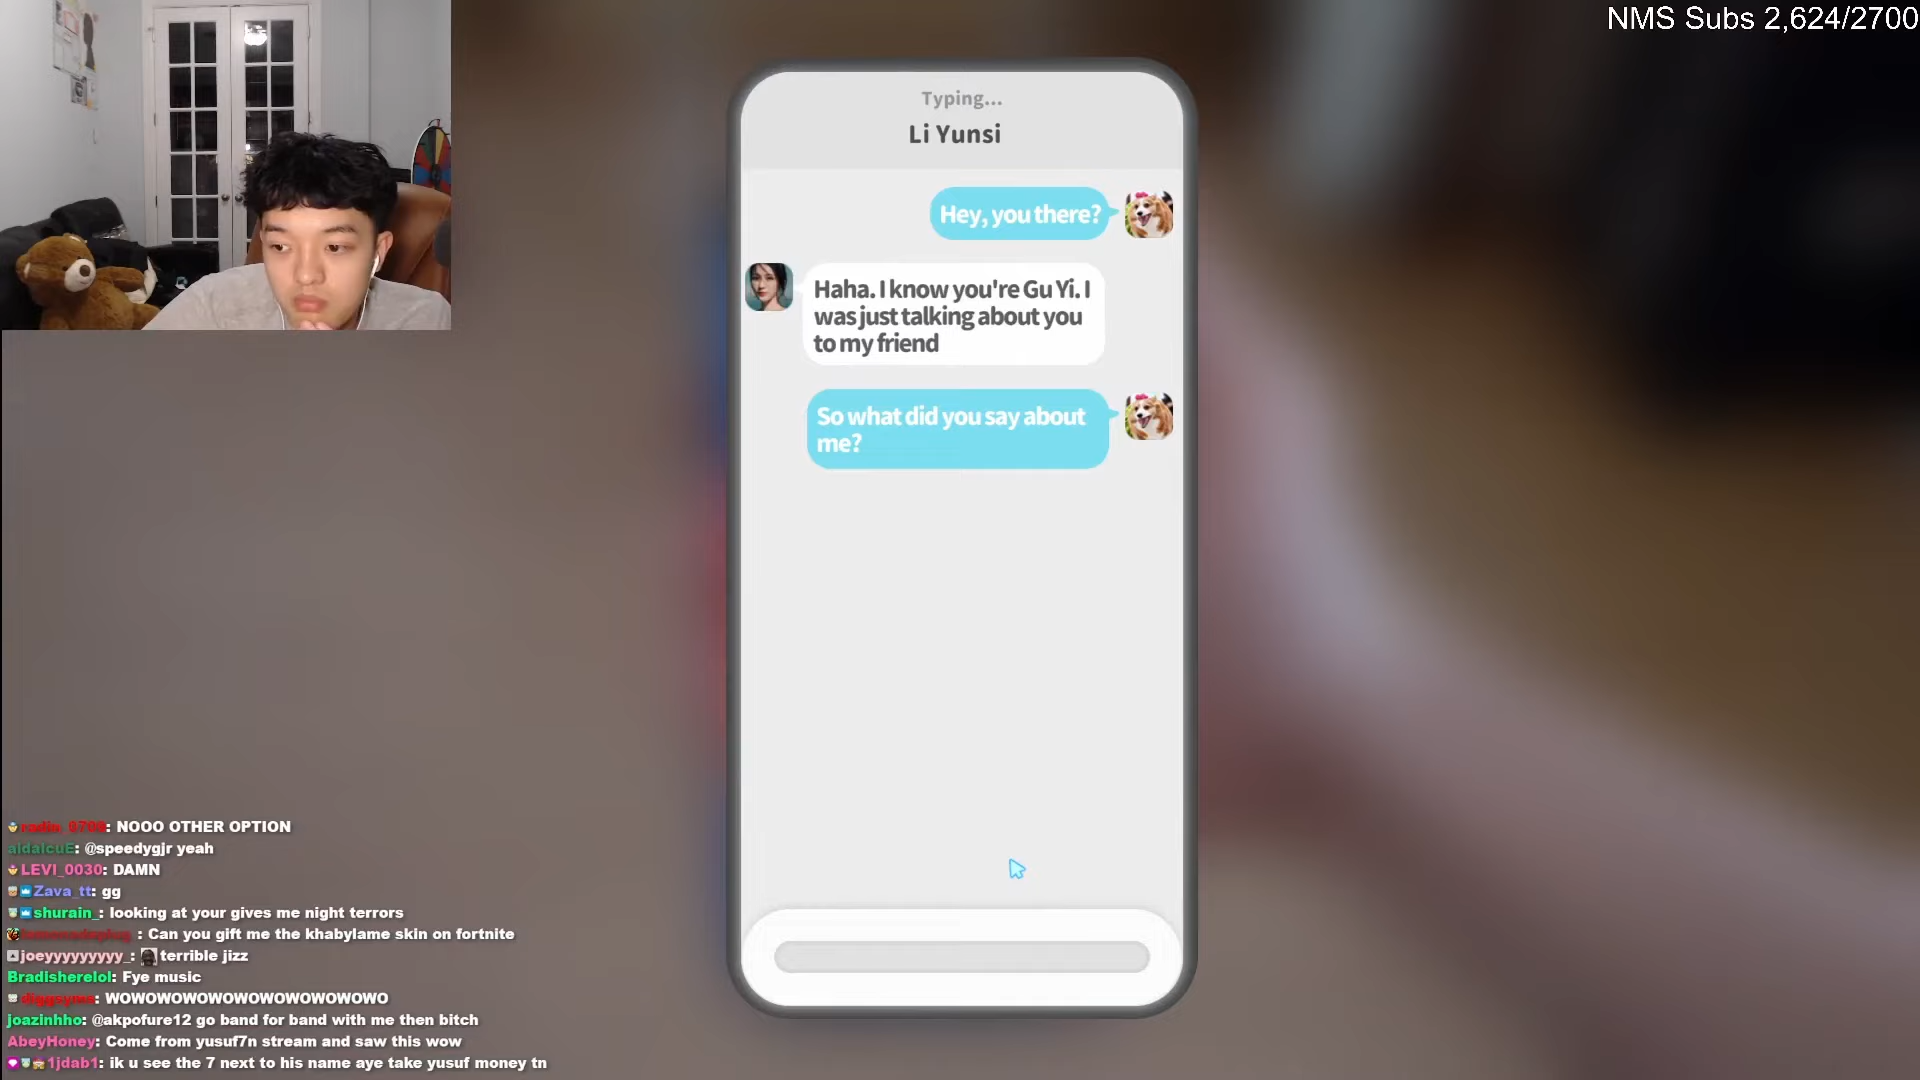 NMS Subs 2,624/2700
Typing...
Li Yunsi
Hey, you there?
Haha. I know you're Gu Yi. I
was just talking about you
to my friend
So what did you say about
me?
: NOOO OTHER OPTION
aldalcuE: @speedygjr yeah
LEVI_0030: DAMN
Zava_tt: gg
shurain_: looking at your gives me night terrors
: Can you gift me the khabylame skin on fortnite
joeyyyyyyyyy_: terrible jizz
Bradisherelol: Fye music
: WOWOWOWOWOWOWOWOWOWOWO
joazinhho: @akpofure12 go band for band with me then bitch
AbeyHoney: Come from yusuf7n stream and saw this wow
1jdab1: ik u see the 7 next to his name aye take yusuf money tn